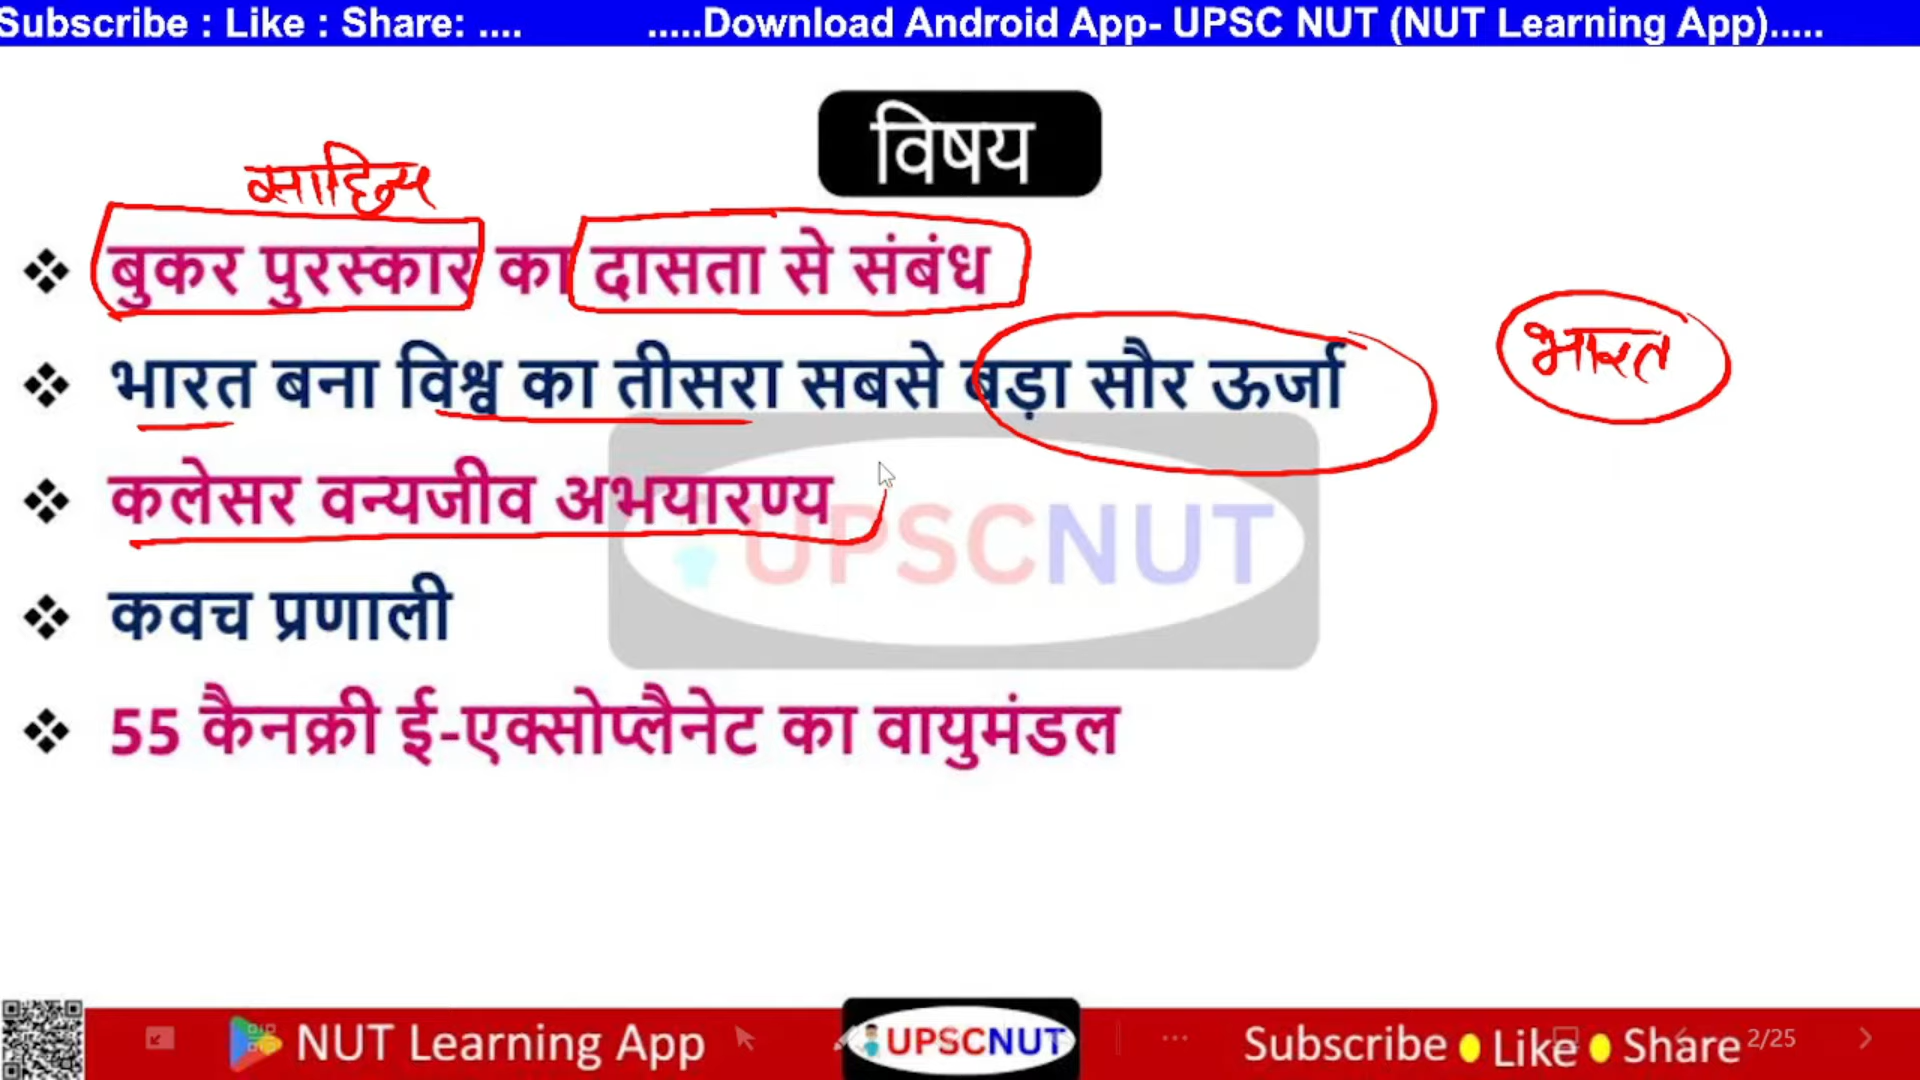 Subscribe : Like : Share: .... .....Download Android App- UPSC NUT (NUT Learning App).....
विषय
साहित्य
❖ बुकर पुरस्कार का दासता से संबंध
❖ भारत बना विश्व का तीसरा सबसे बड़ा सौर ऊर्जा
भारत
❖ कलेसर वन्यजीव अभयारण्य
UPSCNUT
❖ कवच प्रणाली
❖ 55 कैनक्री ई-एक्सोप्लैनेट का वायुमंडल
NUT Learning App UPSCNUT Subscribe Like Share 2/25